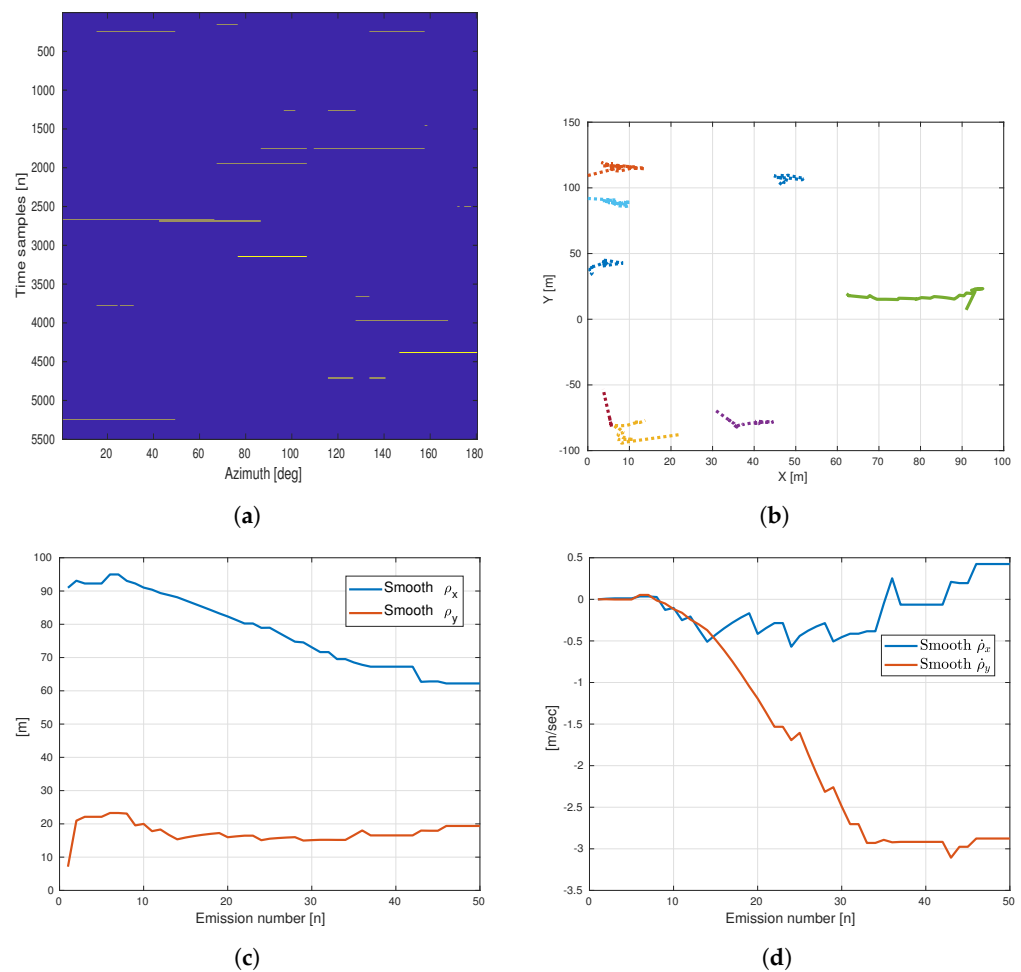 500
1000
1500
2000
2500
3000
3500
4000
4500
5000
5500
Time samples [n]
20 40 60 80 100 120 140 160 180
Azimuth [deg]
(a)
150
100
50
0
-50
-100
Y [m]
0 10 20 30 40 50 60 70 80 90 100
X [m]
(b)
100
90
80
70
60
50
40
30
20
10
0
[m]
Smooth ρx
Smooth ρy
0 10 20 30 40 50
Emission number [n]
(c)
0.5
0
-0.5
-1
-1.5
-2
-2.5
-3
-3.5
[m/sec]
Smooth ρ̇x
Smooth ρ̇y
0 10 20 30 40 50
Emission number [n]
(d)